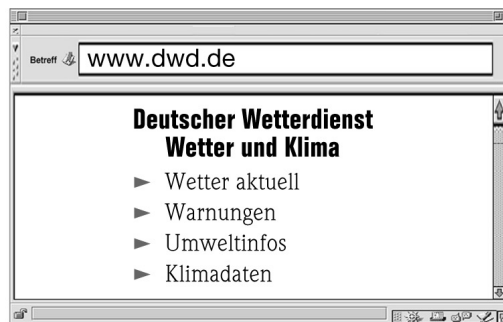 Betreff www.dwd.de
Deutscher Wetterdienst
Wetter und Klima
► Wetter aktuell
► Warnungen
► Umweltinfos
► Klimadaten